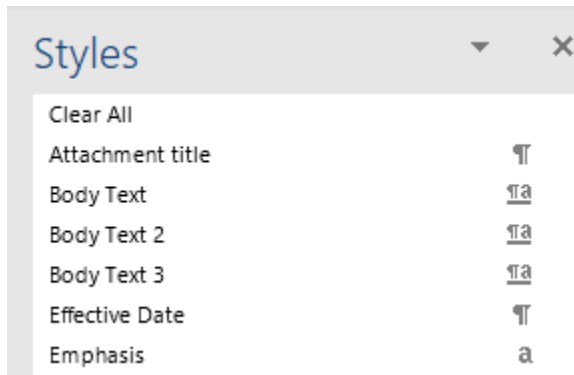 Styles
Clear All
Attachment title ¶
Body Text ¶a
Body Text 2 ¶a
Body Text 3 ¶a
Effective Date ¶
Emphasis a